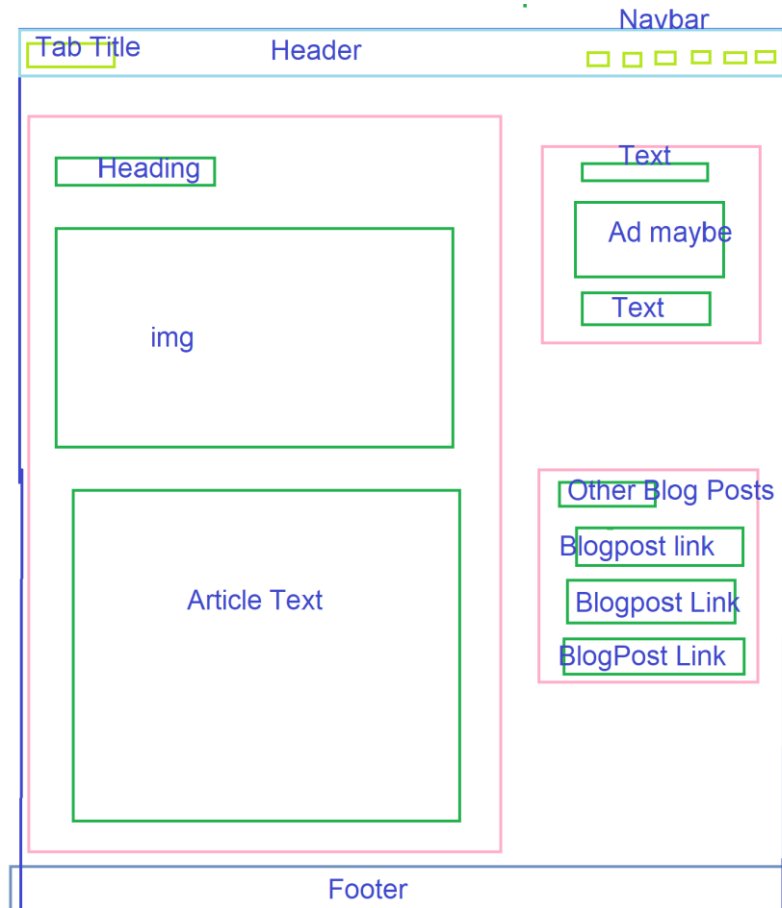 Navbar
Tab Title
Header
Heading
img
Article Text
Text
Ad maybe
Text
Other Blog Posts
Blogpost link
Blogpost Link
BlogPost Link
Footer